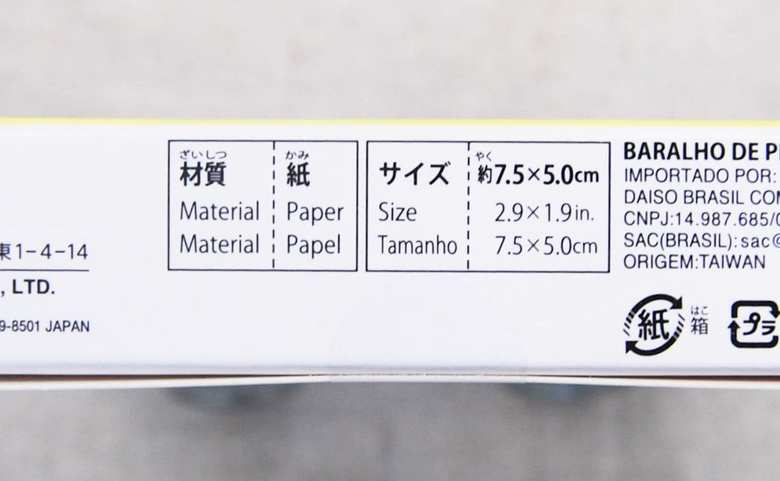 東1-4-14
, LTD.
9-8501 JAPAN
ざいしつ かみ
材質 紙
Material Paper
Material Papel
やく
サイズ 約7.5×5.0cm
Size 2.9×1.9in.
Tamanho 7.5×5.0cm
BARALHO DE P
IMPORTADO POR:
DAISO BRASIL COM
CNPJ:14.987.685/0
SAC(BRASIL):sac@
ORIGEM:TAIWAN
紙 はこ
箱
プラ